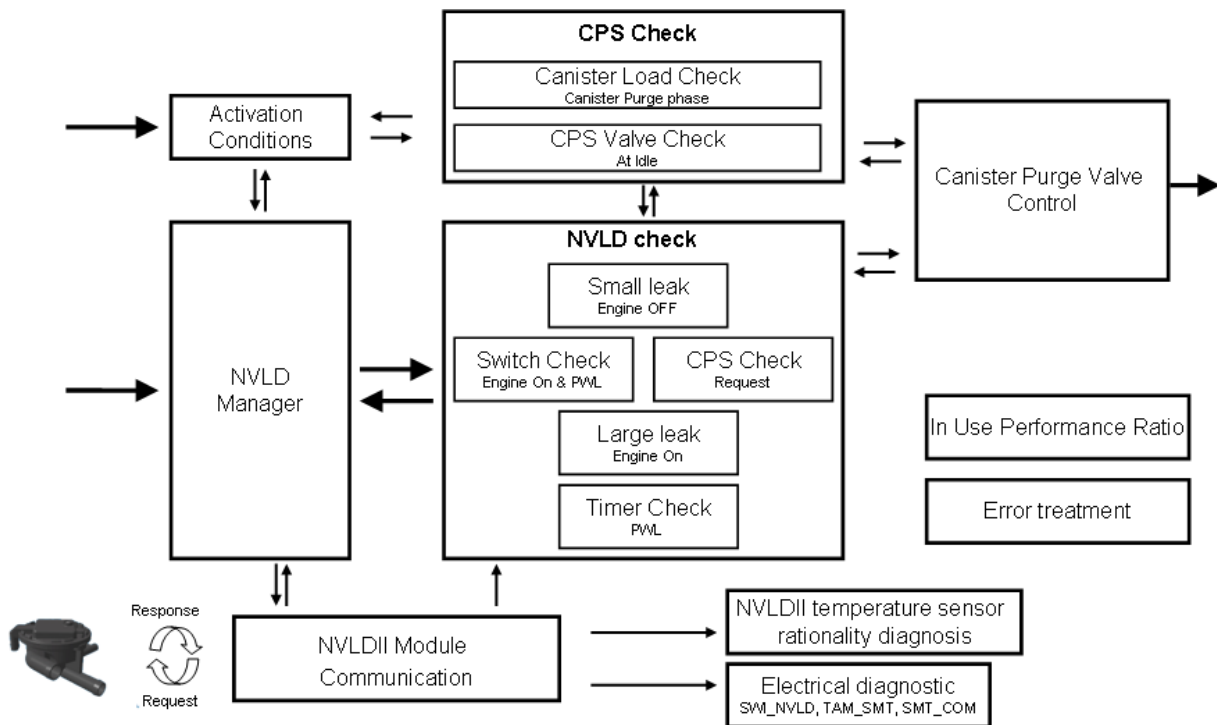 CPS Check
Canister Load Check
Canister Purge phase
CPS Valve Check
At Idle
Activation
Conditions
Canister Purge Valve
Control
NVLD check
Small leak
Engine OFF
Switch Check
Engine On & PWL
CPS Check
Request
Large leak
Engine On
Timer Check
PWL
NVLD
Manager
In Use Performance Ratio
Error treatment
Response
Request
NVLDII Module
Communication
NVLDII temperature sensor
rationality diagnosis
Electrical diagnostic
SWI_NVLD, TAM_SMT, SMT_COM